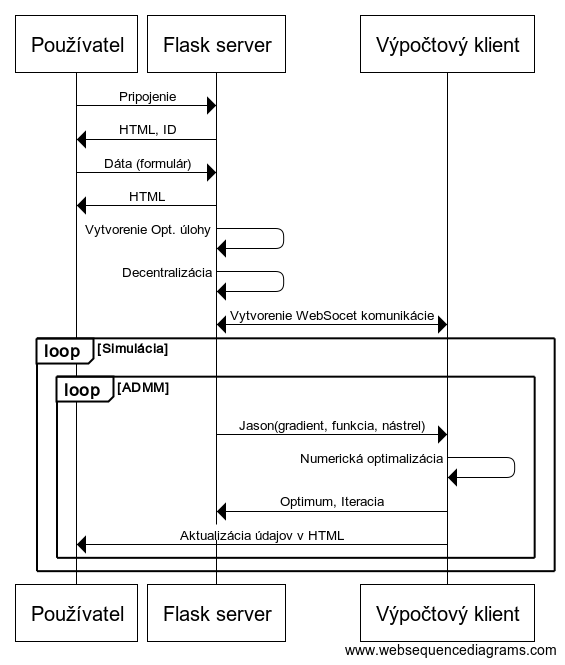 Používatel
Flask server
Výpočtový klient
Pripojenie
HTML, ID
Dáta (formulár)
HTML
Vytvorenie Opt. úlohy
Decentralizácia
Vytvorenie WebSocet komunikácie
loop [Simulácia]
loop [ADMM]
Jason(gradient, funkcia, nástrel)
Numerická optimalizácia
Optimum, Iteracia
Aktualizácia údajov v HTML
Používatel
Flask server
Výpočtový klient
www.websequencediagrams.com